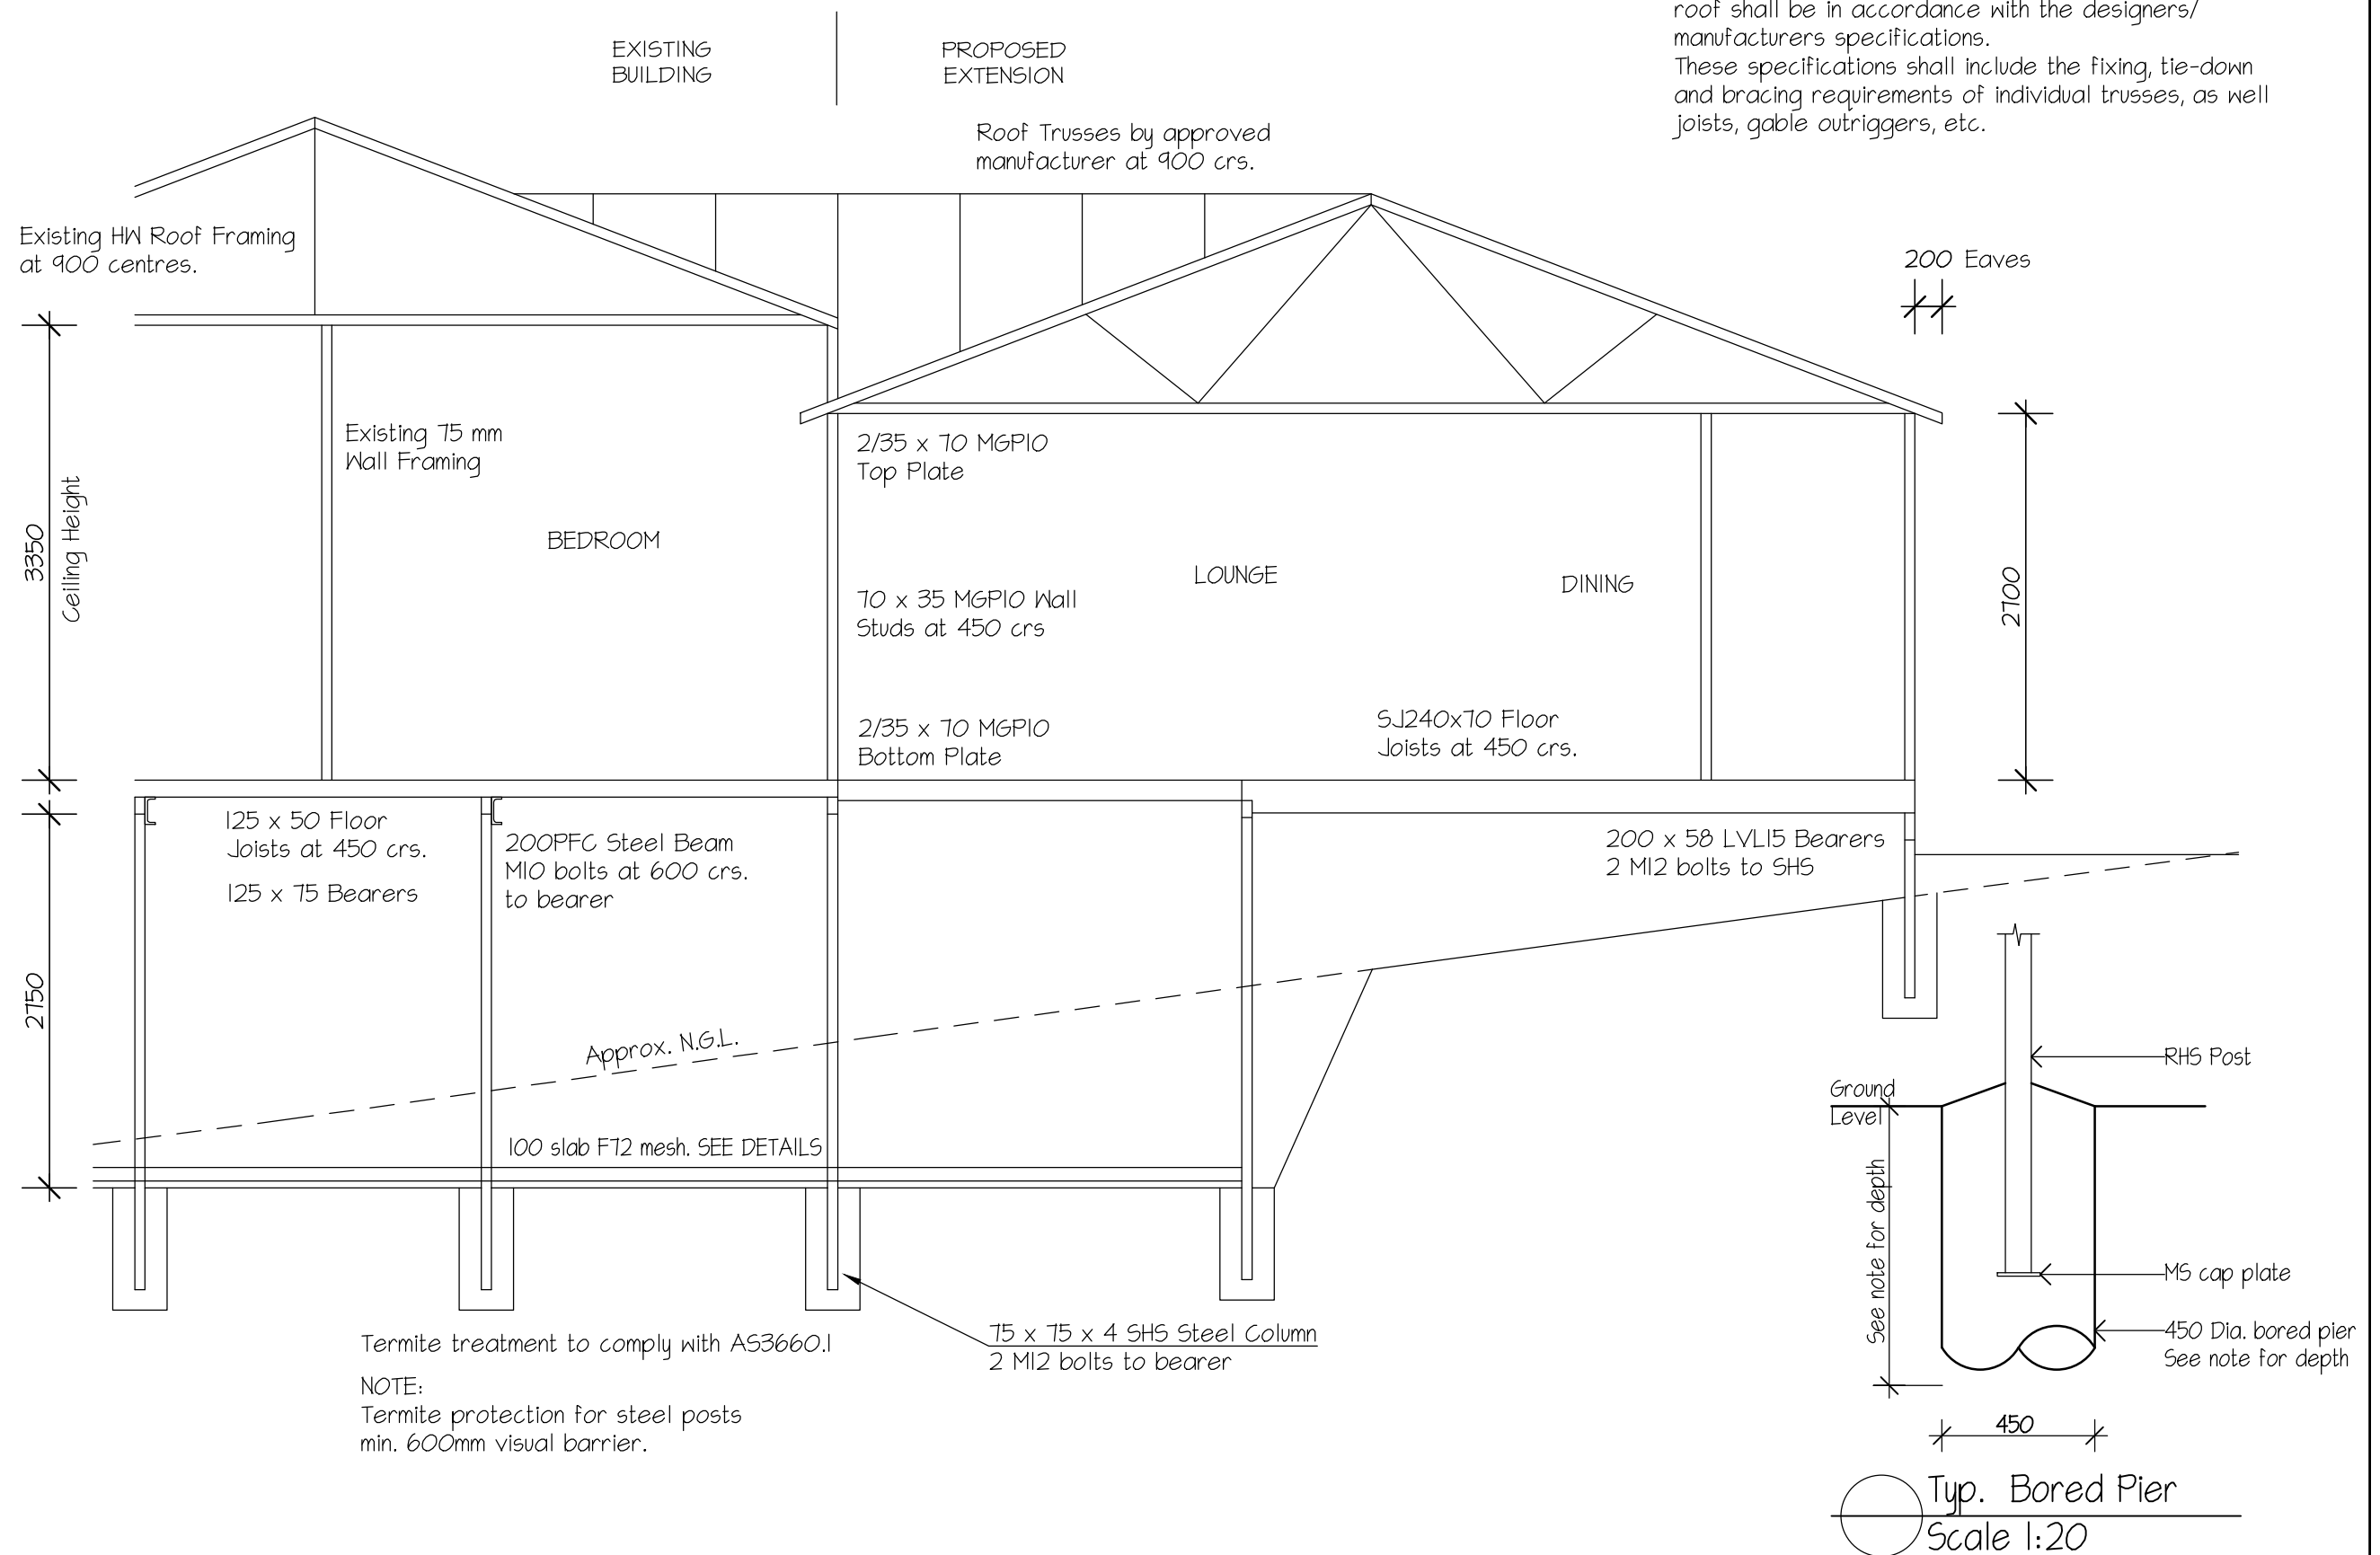 roof shall be in accordance with the designers/
manufacturers specifications.
These specifications shall include the fixing, tie-down
and bracing requirements of individual trusses, as well
joists, gable outriggers, etc.
EXISTING
BUILDING
PROPOSED
EXTENSION
Roof Trusses by approved
manufacturer at 900 crs.
Existing HW Roof Framing
at 900 centres.
200 Eaves
Existing 75 mm
Wall Framing
2/35 x 70 MGP10
Top Plate
3350
Ceiling Height
BEDROOM
LOUNGE
DINING
2700
70 x 35 MGP10 Wall
Studs at 450 crs
2/35 x 70 MGP10
Bottom Plate
SJ240x70 Floor
Joists at 450 crs.
125 x 50 Floor
Joists at 450 crs.
125 x 75 Bearers
200PFC Steel Beam
M10 bolts at 600 crs.
to bearer
200 x 58 LVL15 Bearers
2 M12 bolts to SHS
2750
Approx. N.G.L.
100 slab F72 mesh. SEE DETAILS
75 x 75 x 4 SHS Steel Column
2 M12 bolts to bearer
Termite treatment to comply with AS3660.1
NOTE:
Termite protection for steel posts
min. 600mm visual barrier.
RHS Post
Ground
Level
See note for depth
MS cap plate
450 Dia. bored pier
See note for depth
450
Typ. Bored Pier
Scale 1:20